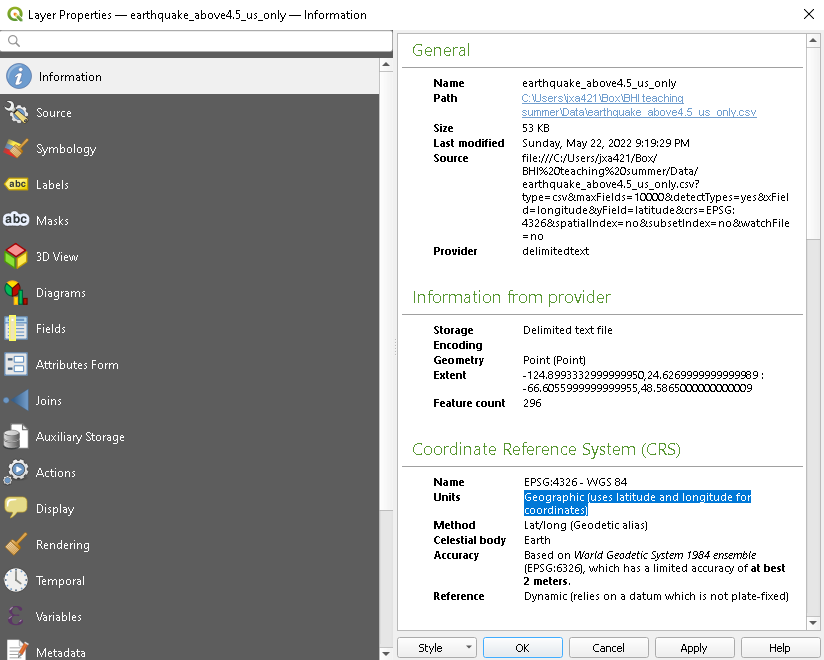 Layer Properties — earthquake_above4.5_us_only — Information
Information
Source
Symbology
abc
Labels
abc
Masks
3D View
Diagrams
Fields
Attributes Form
Joins
Auxiliary Storage
Actions
Display
Rendering
Temporal
Variables
Metadata
General
Name earthquake_above4.5_us_only
Path C:\Users\jxa421\Box\BHI teaching
summer\Data\earthquake_above4.5_us_only.csv
Size 53 KB
Last modified Sunday, May 22, 2022 9:19:29 PM
Source file:///C:/Users/jxa421/Box/
BHI%20teaching%20summer/Data/
earthquake_above4.5_us_only.csv?
type=csv&maxFields=10000&detectTypes=yes&xFiel
d=longitude&yField=latitude&crs=EPSG:
4326&spatialIndex=no&subsetIndex=no&watchFile
=no
Provider delimitedtext
Information from provider
Storage Delimited text file
Encoding
Geometry Point (Point)
Extent -124.8993332999999950,24.6269999999999989 :
-66.6055999999999955,48.5865000000000009
Feature count 296
Coordinate Reference System (CRS)
Name EPSG:4326 - WGS 84
Units Geographic (uses latitude and longitude for
coordinates)
Method Lat/long (Geodetic alias)
Celestial body Earth
Accuracy Based on World Geodetic System 1984 ensemble
(EPSG:6326), which has a limited accuracy of at best
2 meters.
Reference Dynamic (relies on a datum which is not plate-fixed)
Style OK Cancel Apply Help